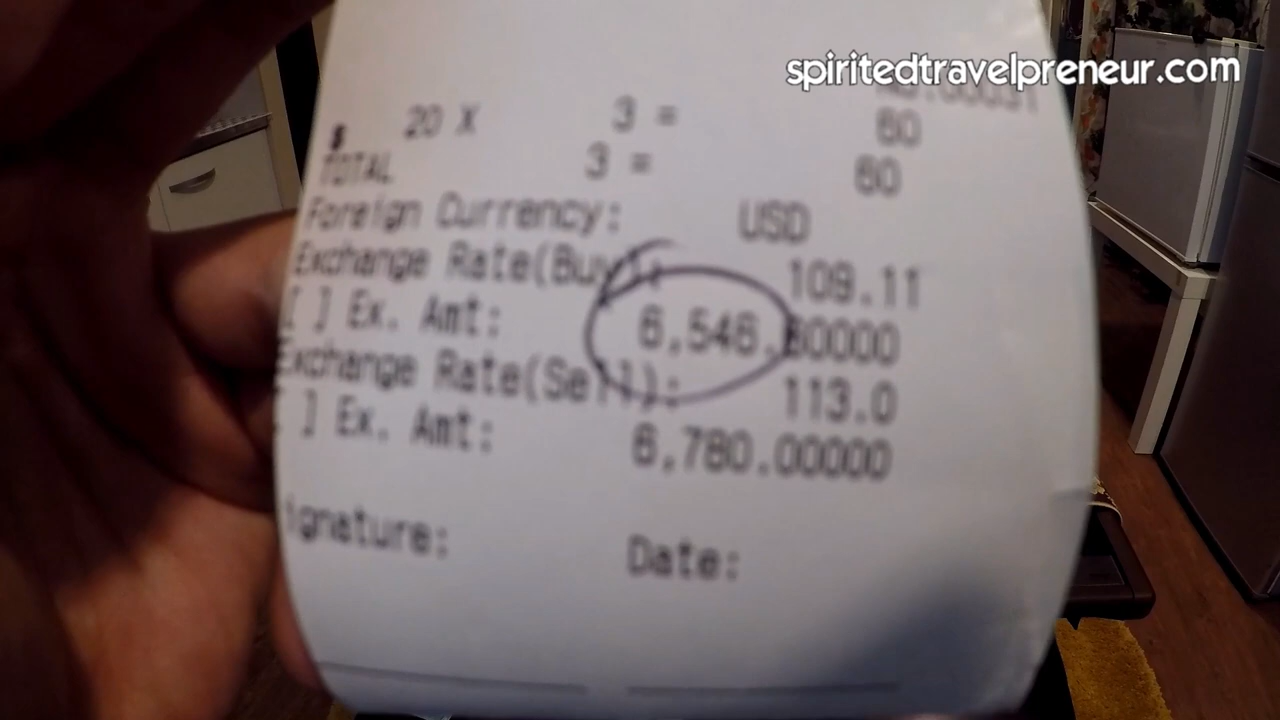 spiritedtravelpreneur.com
$ 20 X 3 = 60
TOTAL 3 = 60
Foreign Currency: USD
Exchange Rate(Buy): 109.11
[ ] Ex. Amt: 6,546.60000
Exchange Rate(Sell): 113.0
] Ex. Amt: 6,780.00000
ignature: Date: